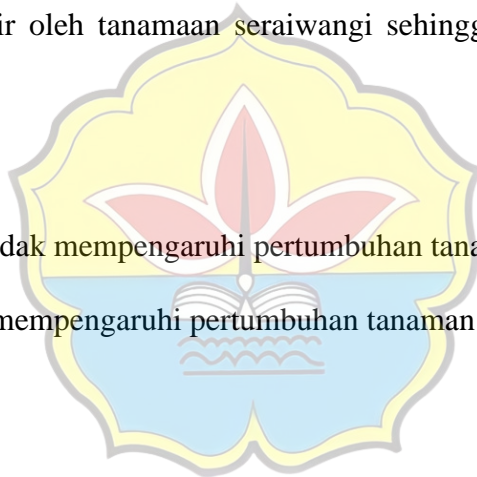 ir oleh tanamaan seraiwangi sehingg
dak mempengaruhi pertumbuhan tana
mempengaruhi pertumbuhan tanaman